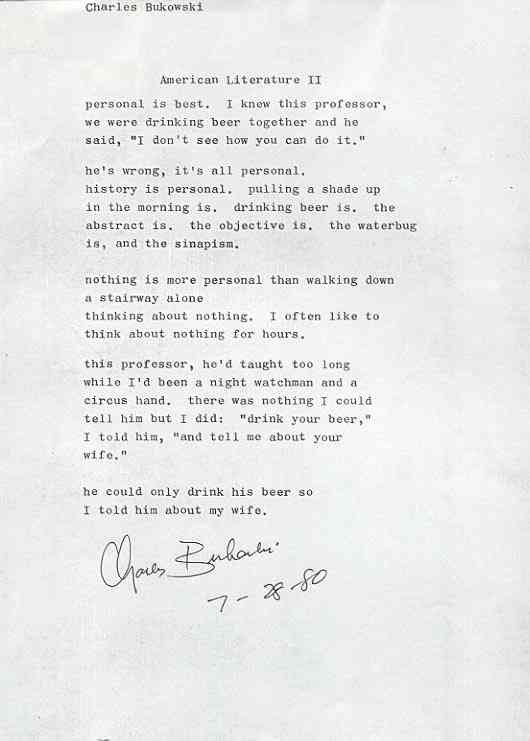 Charles Bukowski
American Literature II
personal is best.  I knew this professor,
we were drinking beer together and he
said, "I don't see how you can do it."
he's wrong, it's all personal.
history is personal.  pulling a shade up
in the morning is.  drinking beer is.  the
abstract is.  the objective is.  the waterbug
is, and the sinapism.
nothing is more personal than walking down
a stairway alone
thinking about nothing.  I often like to
think about nothing for hours.
this professor, he'd taught too long
while I'd been a night watchman and a
circus hand.  there was nothing I could
tell him but I did:  "drink your beer,"
I told him, "and tell me about your
wife."
he could only drink his beer so
I told him about my wife.
Charles Bukowski
7-28-80